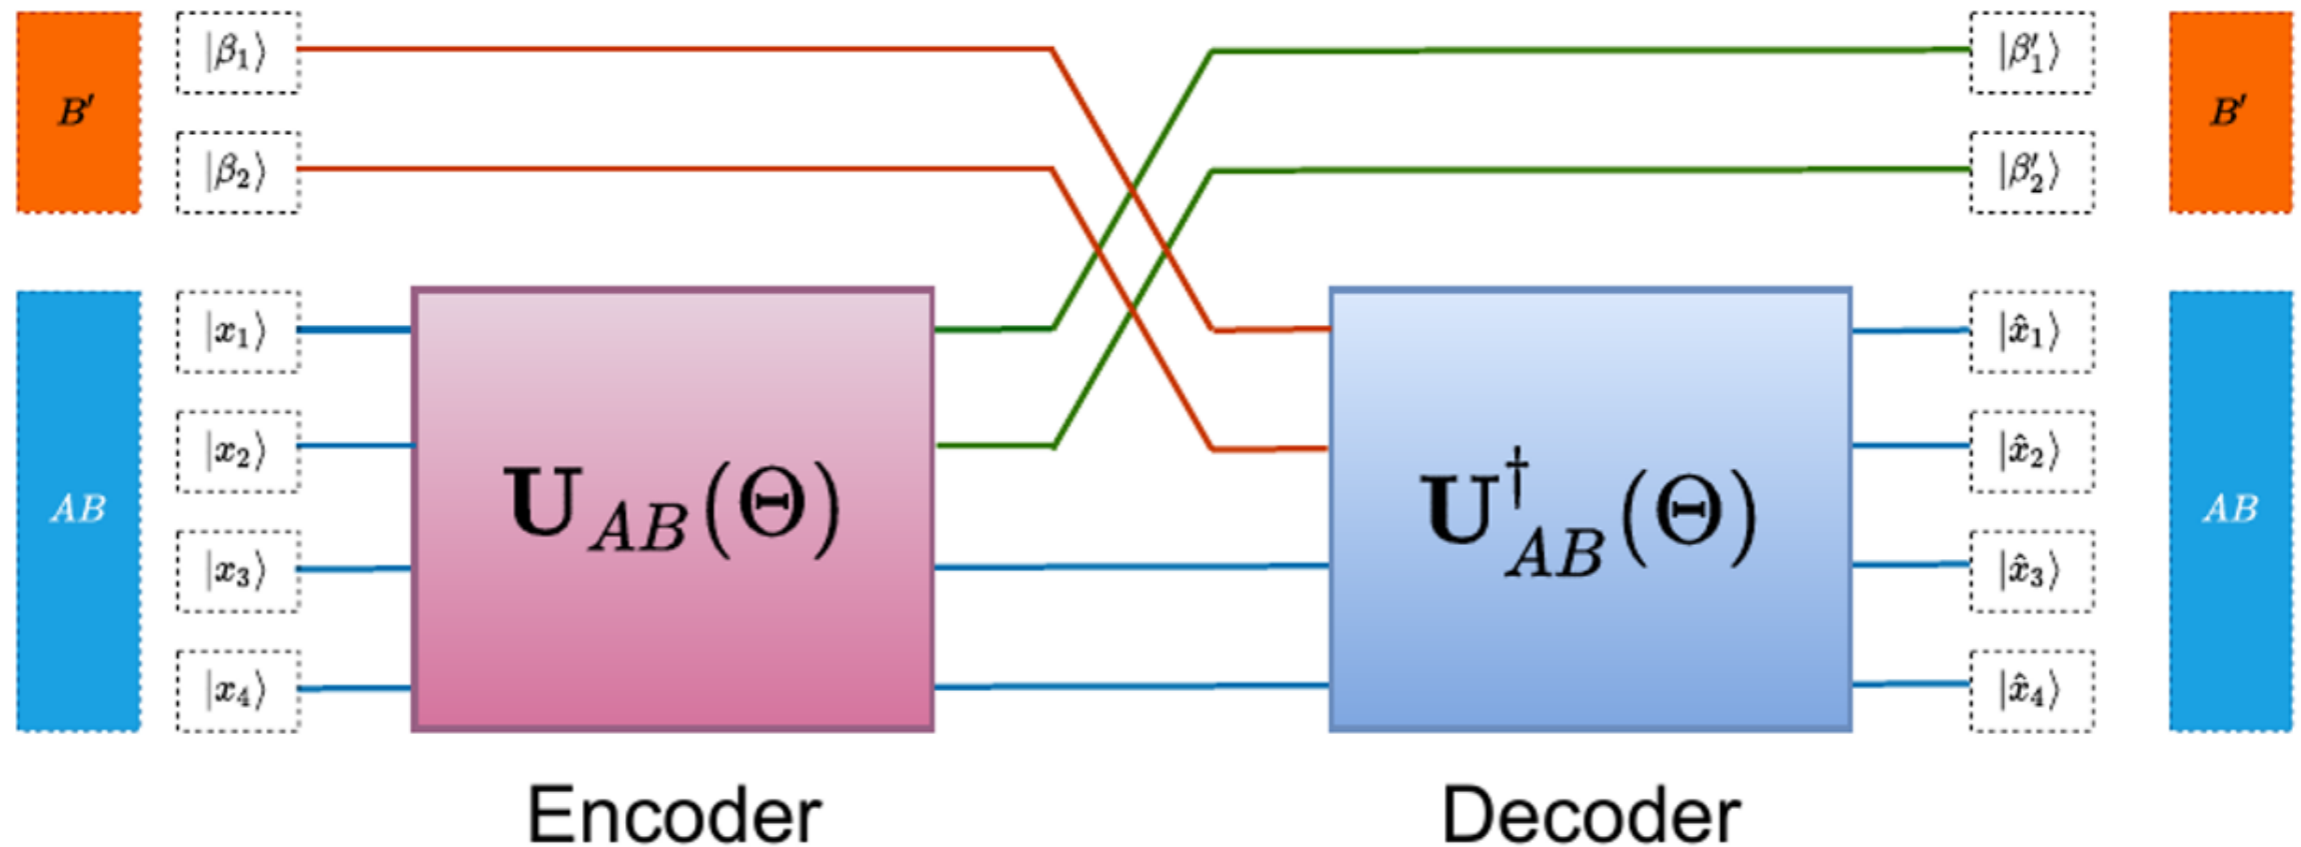 B′ |β₁⟩ |β′₁⟩ B′
|β₂⟩ |β′₂⟩
|x₁⟩ |x̂₁⟩
|x₂⟩ |x̂₂⟩
AB U_AB(Θ) U†_AB(Θ) AB
|x₃⟩ |x̂₃⟩
|x₄⟩ |x̂₄⟩
Encoder Decoder